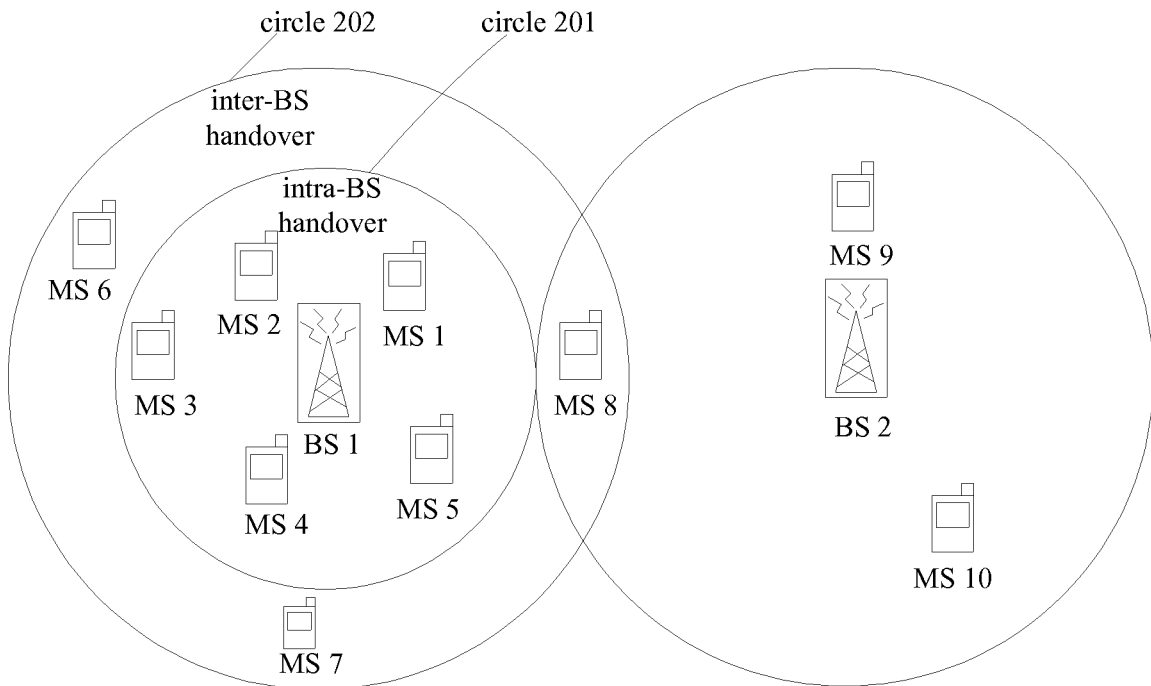 circle 202
circle 201
inter-BS
handover
intra-BS
handover
MS 9
MS 6
MS 2
MS 1
MS 3
MS 8
BS 1
BS 2
MS 4
MS 5
MS 10
MS 7